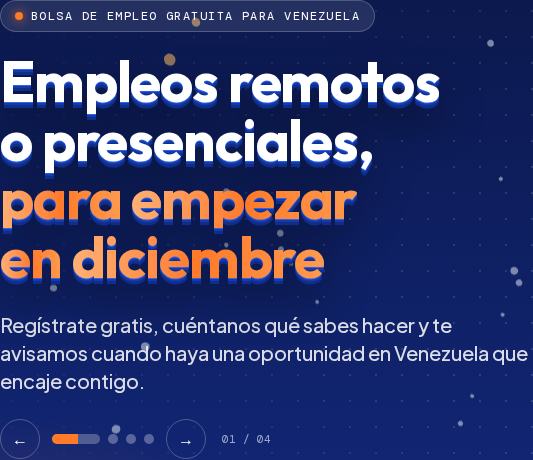 BOLSA DE EMPLEO GRATUITA PARA VENEZUELA
Empleos remotos
o presenciales,
para empezar
en diciembre
Regístrate gratis, cuéntanos qué sabes hacer y te
avisamos cuando haya una oportunidad en Venezuela que
encaje contigo.
← → 01 / 04